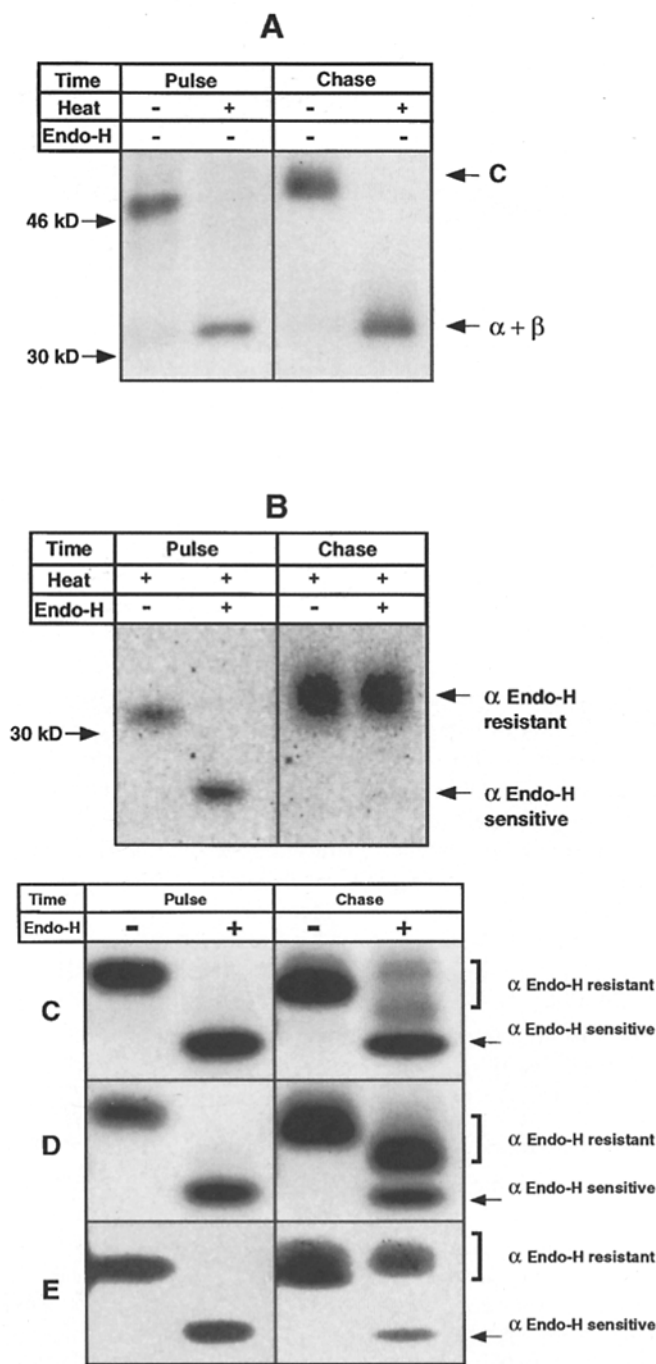 A
Time Pulse Chase
Heat - + - +
Endo-H - - - -
C
46 kD
α + β
30 kD
B
Time Pulse Chase
Heat + + + +
Endo-H - + - +
α Endo-H
resistant
30 kD
α Endo-H
sensitive
Time Pulse Chase
Endo-H - + - +
C
α Endo-H resistant
α Endo-H sensitive
D
α Endo-H resistant
α Endo-H sensitive
E
α Endo-H resistant
α Endo-H sensitive